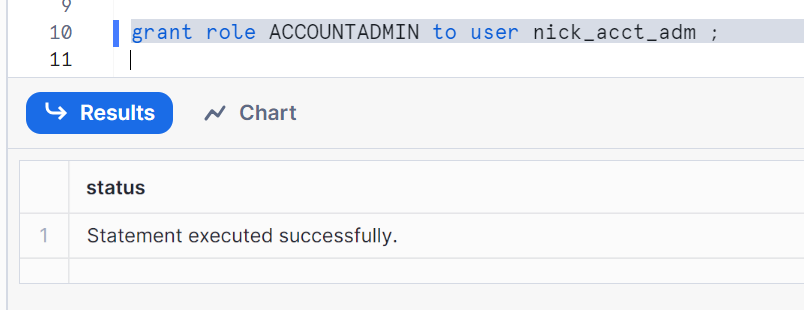 9
10 grant role ACCOUNTADMIN to user nick_acct_adm ;
11
Results Chart
status
1 Statement executed successfully.